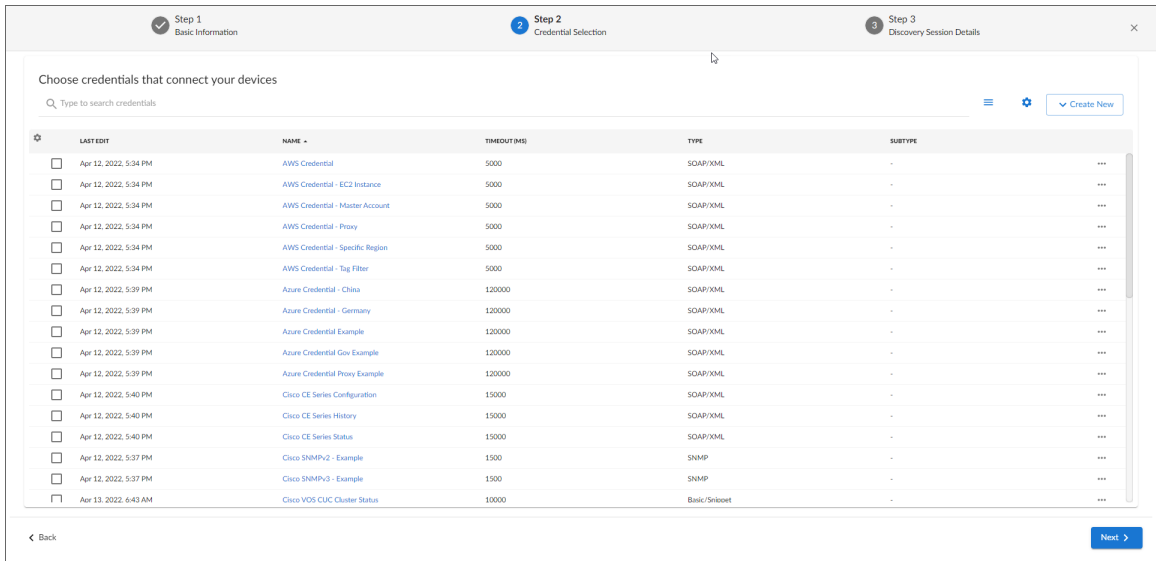 Step 1
Basic Information
2
Step 2
Credential Selection
3
Step 3
Discovery Session Details
Choose credentials that connect your devices
Type to search credentials
Create New
LAST EDIT NAME TIMEOUT (MS) TYPE SUBTYPE
Apr 12, 2022, 5:34 PM AWS Credential 5000 SOAP/XML -
Apr 12, 2022, 5:34 PM AWS Credential - EC2 Instance 5000 SOAP/XML -
Apr 12, 2022, 5:34 PM AWS Credential - Master Account 5000 SOAP/XML -
Apr 12, 2022, 5:34 PM AWS Credential - Proxy 5000 SOAP/XML -
Apr 12, 2022, 5:34 PM AWS Credential - Specific Region 5000 SOAP/XML -
Apr 12, 2022, 5:34 PM AWS Credential - Tag Filter 5000 SOAP/XML -
Apr 12, 2022, 5:39 PM Azure Credential - China 120000 SOAP/XML -
Apr 12, 2022, 5:39 PM Azure Credential - Germany 120000 SOAP/XML -
Apr 12, 2022, 5:39 PM Azure Credential Example 120000 SOAP/XML -
Apr 12, 2022, 5:39 PM Azure Credential Gov Example 120000 SOAP/XML -
Apr 12, 2022, 5:39 PM Azure Credential Proxy Example 120000 SOAP/XML -
Apr 12, 2022, 5:40 PM Cisco CE Series Configuration 15000 SOAP/XML -
Apr 12, 2022, 5:40 PM Cisco CE Series History 15000 SOAP/XML -
Apr 12, 2022, 5:40 PM Cisco CE Series Status 15000 SOAP/XML -
Apr 12, 2022, 5:37 PM Cisco SNMPv2 - Example 1500 SNMP -
Apr 12, 2022, 5:37 PM Cisco SNMPv3 - Example 1500 SNMP -
Apr 13, 2022, 6:43 AM Cisco VOS CUC Cluster Status 10000 Basic/Snippet -
Back
Next